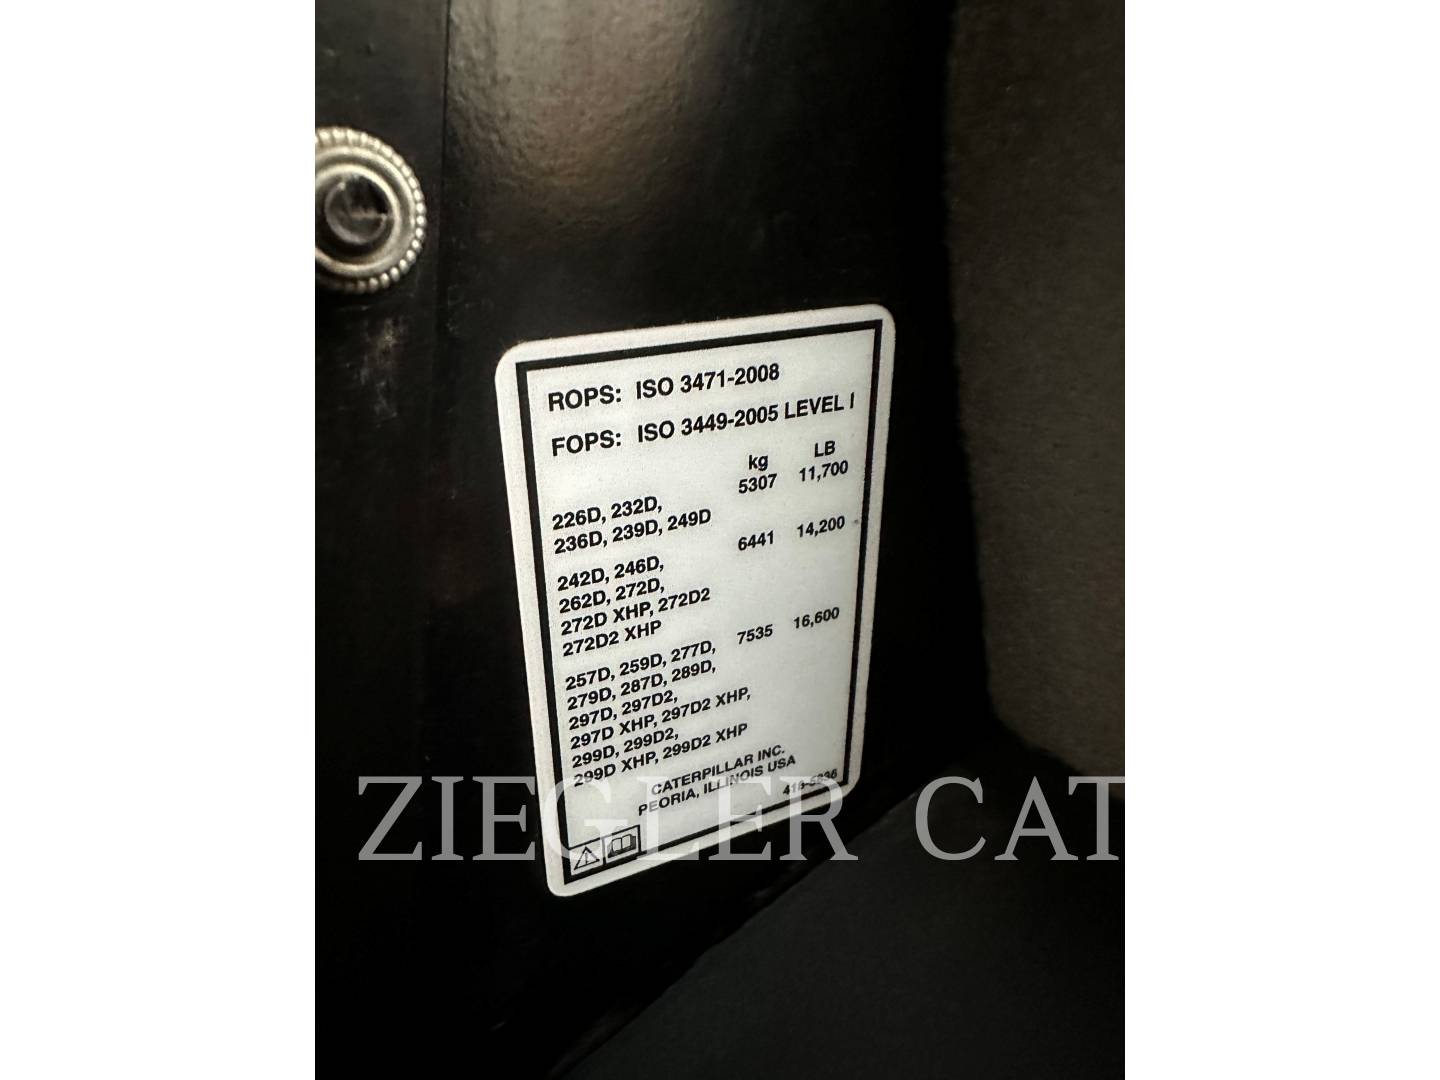 ROPS: ISO 3471-2008
FOPS: ISO 3449-2005 LEVEL I
kg LB
5307 11,700
226D, 232D,
236D, 239D, 249D
6441 14,200
242D, 246D,
262D, 272D,
272D XHP, 272D2
272D2 XHP
7535 16,600
257D, 259D, 277D,
279D, 287D, 289D,
297D, 297D2,
297D XHP, 297D2 XHP,
299D, 299D2,
299D XHP, 299D2 XHP
CATERPILLAR INC.
PEORIA, ILLINOIS USA
ZIEGLER CAT